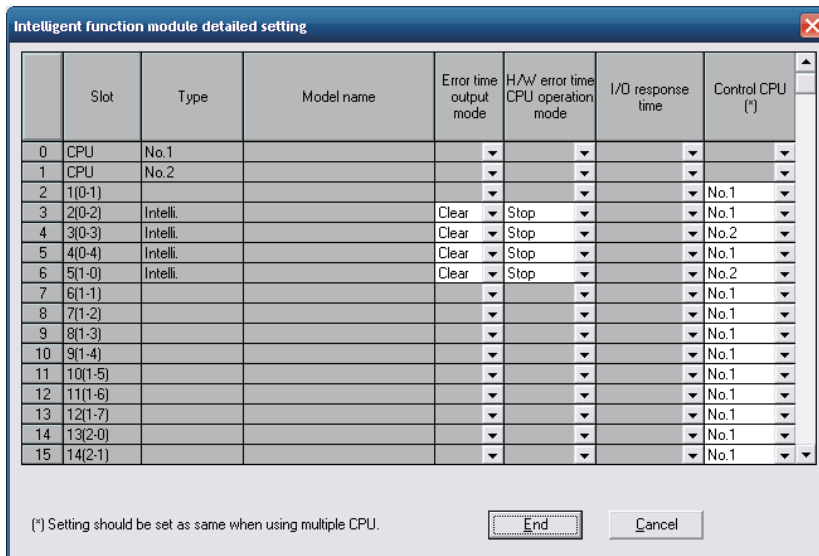 Intelligent function module detailed setting
Slot Type Model name Error time output mode H/W error time CPU operation mode I/O response time Control CPU (*)
0 CPU No.1
1 CPU No.2
2 1(0-1) No.1
3 2(0-2) Intelli. Clear Stop No.1
4 3(0-3) Intelli. Clear Stop No.2
5 4(0-4) Intelli. Clear Stop No.1
6 5(1-0) Intelli. Clear Stop No.2
7 6(1-1) No.1
8 7(1-2) No.1
9 8(1-3) No.1
10 9(1-4) No.1
11 10(1-5) No.1
12 11(1-6) No.1
13 12(1-7) No.1
14 13(2-0) No.1
15 14(2-1) No.1
(*) Setting should be set as same when using multiple CPU.
End Cancel